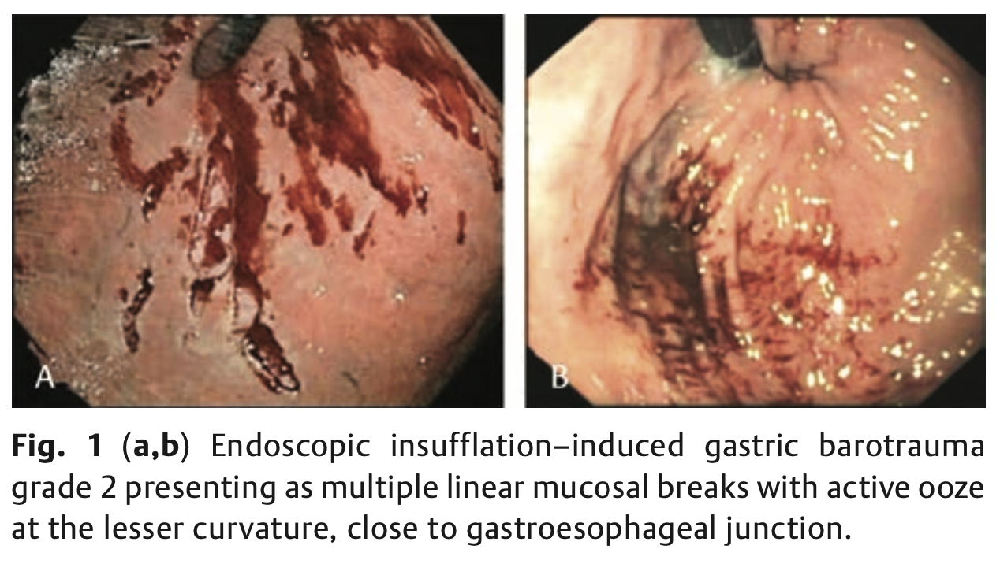 A
B
Fig. 1 (a,b) Endoscopic insufflation–induced gastric barotrauma
grade 2 presenting as multiple linear mucosal breaks with active ooze
at the lesser curvature, close to gastroesophageal junction.